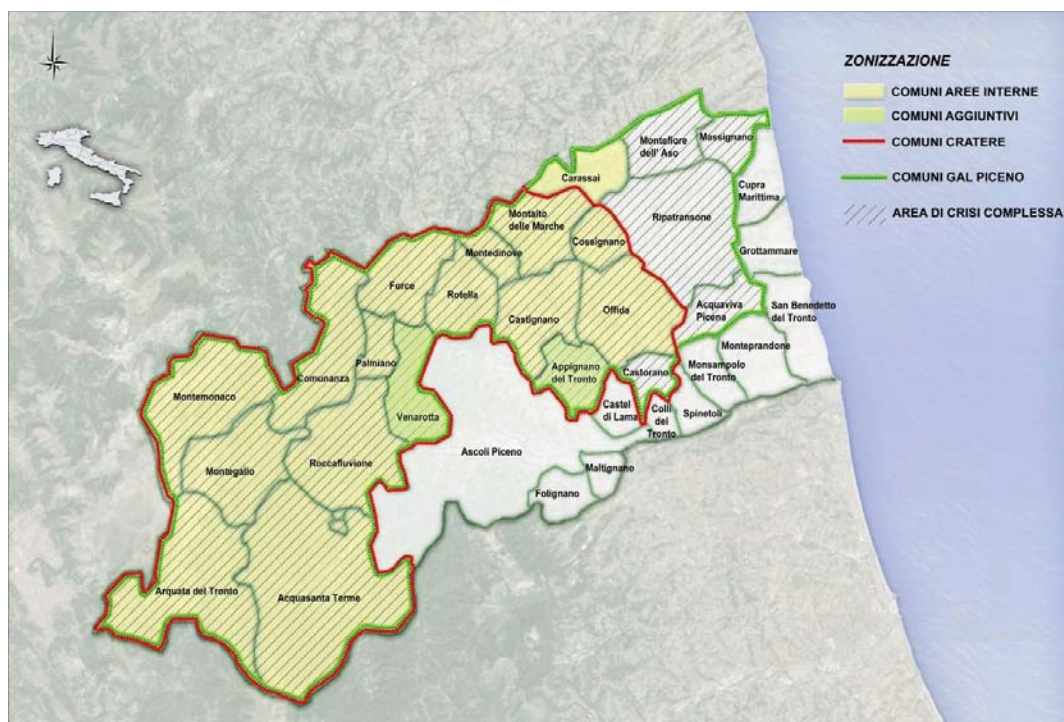 ZONIZZAZIONE
COMUNI AREE INTERNE
COMUNI AGGIUNTIVI
COMUNI CRATERE
COMUNI GAL PICENO
AREA DI CRISI COMPLESSA
Montefiore
dell' Aso
Massignano
Carassai
Cupra
Marittima
Ripatransone
Montalto
delle Marche
Cossignano
Montedinove
Grottammare
Force
Rotella
Castignano
Offida
Acquaviva
Picena
San Benedetto
del Tronto
Monteprandone
Monsampolo
del Tronto
Palmiano
Comunanza
Appignano
del Tronto
Castorano
Montemonaco
Venarotta
Castel
di Lama
Colli
del
Tronto
Spinetoli
Ascoli Piceno
Roccafluvione
Montegallo
Maltignano
Folignano
Arquata del Tronto
Acquasanta Terme